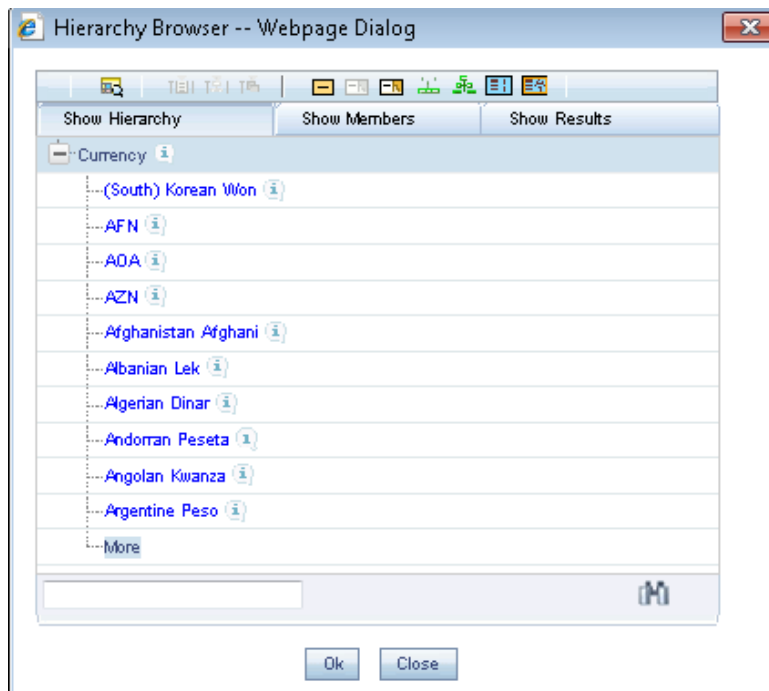 Hierarchy Browser -- Webpage Dialog
Show Hierarchy Show Members Show Results
Currency
(South) Korean Won
AFN
AOA
AZN
Afghanistan Afghani
Albanian Lek
Algerian Dinar
Andorran Peseta
Angolan Kwanza
Argentine Peso
More
Ok Close